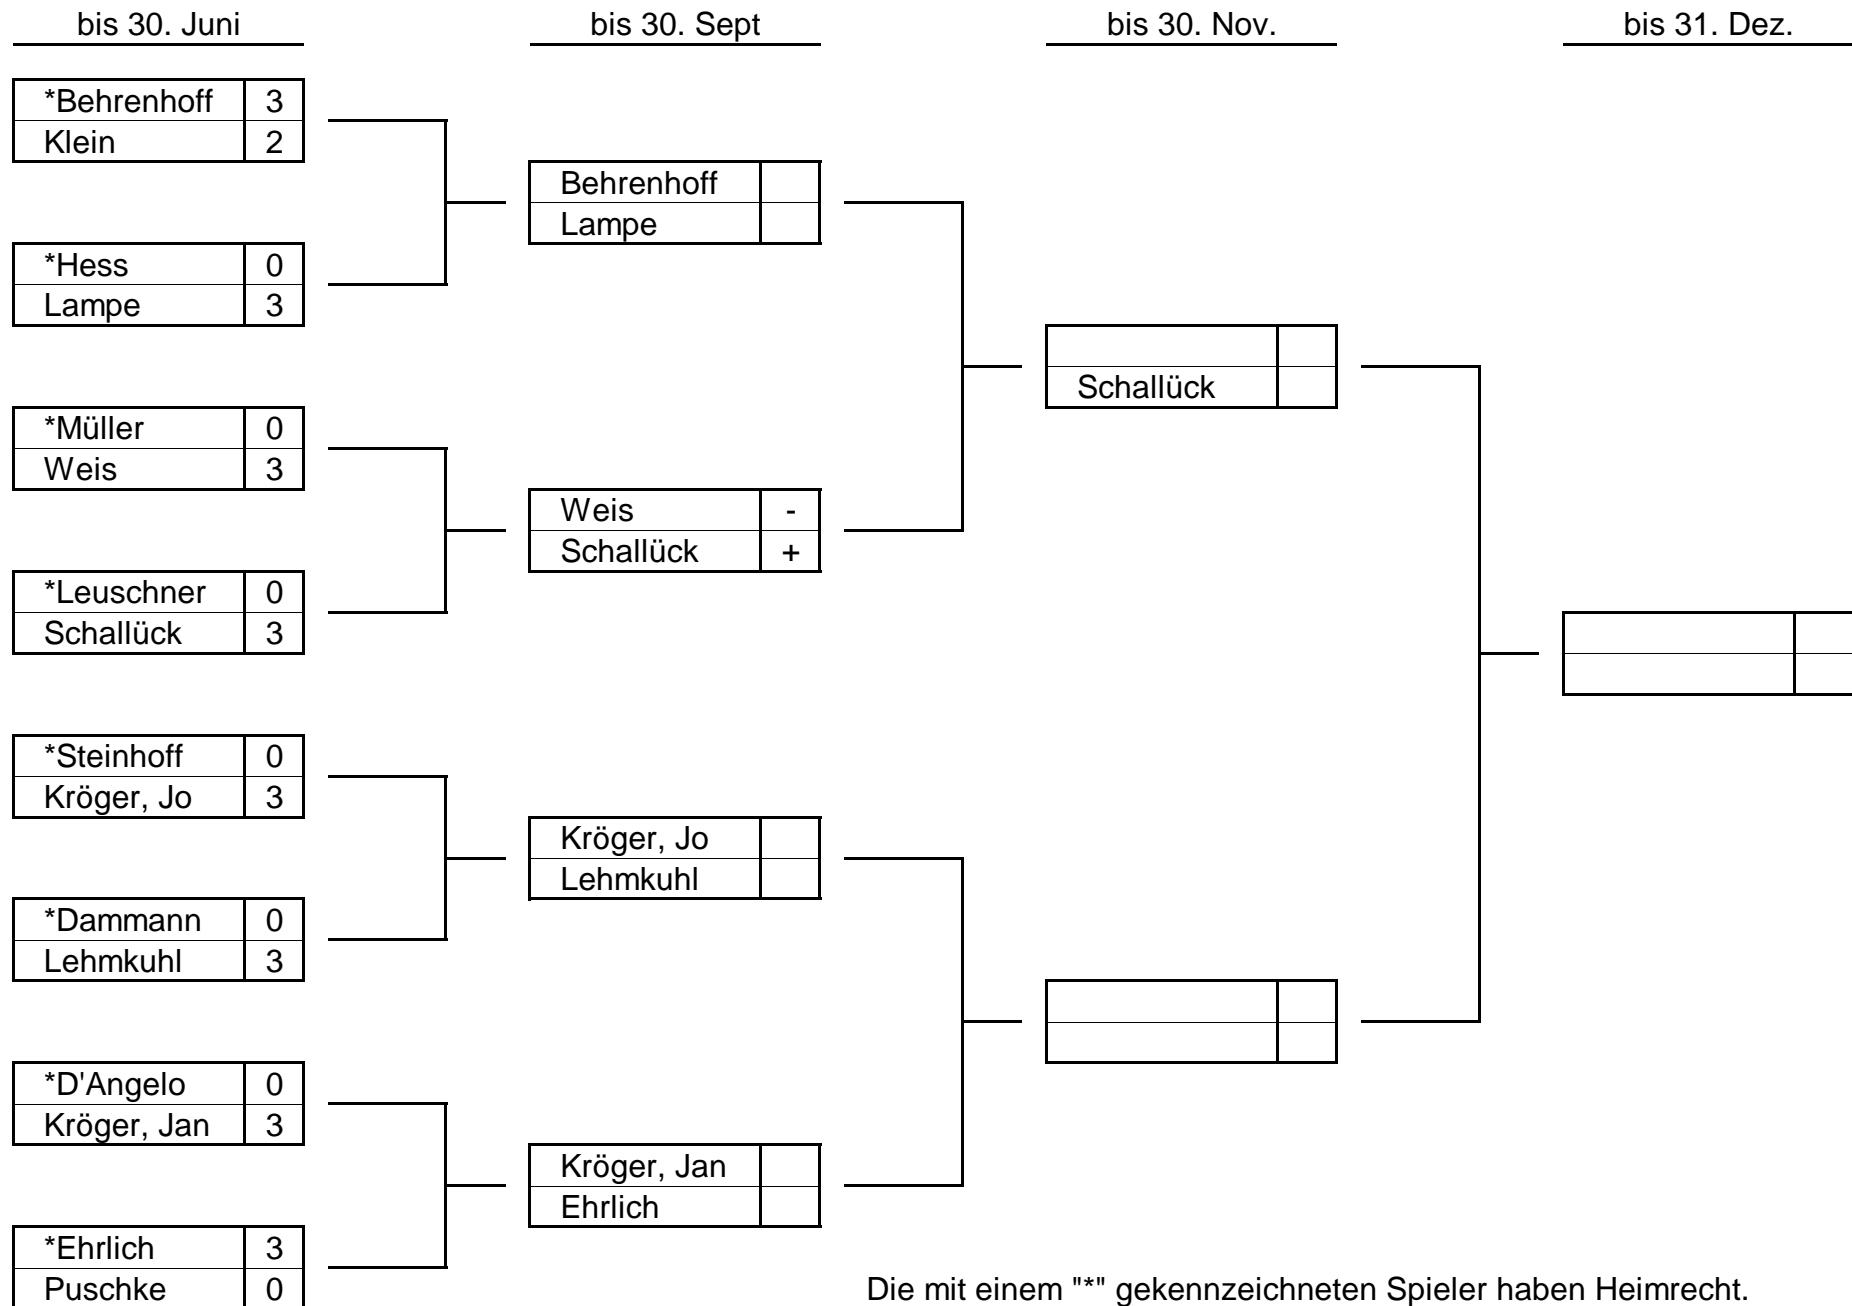 bis 30. Juni
bis 30. Sept
bis 30. Nov.
bis 31. Dez.
*Behrenhoff 3
Klein 2
*Hess 0
Lampe 3
*Müller 0
Weis 3
*Leuschner 0
Schallück 3
*Steinhoff 0
Kröger, Jo 3
*Dammann 0
Lehmkuhl 3
*D'Angelo 0
Kröger, Jan 3
*Ehrlich 3
Puschke 0
Behrenhoff
Lampe
Weis -
Schallück +
Kröger, Jo
Lehmkuhl
Kröger, Jan
Ehrlich
Schallück
Die mit einem "*" gekennzeichneten Spieler haben Heimrecht.